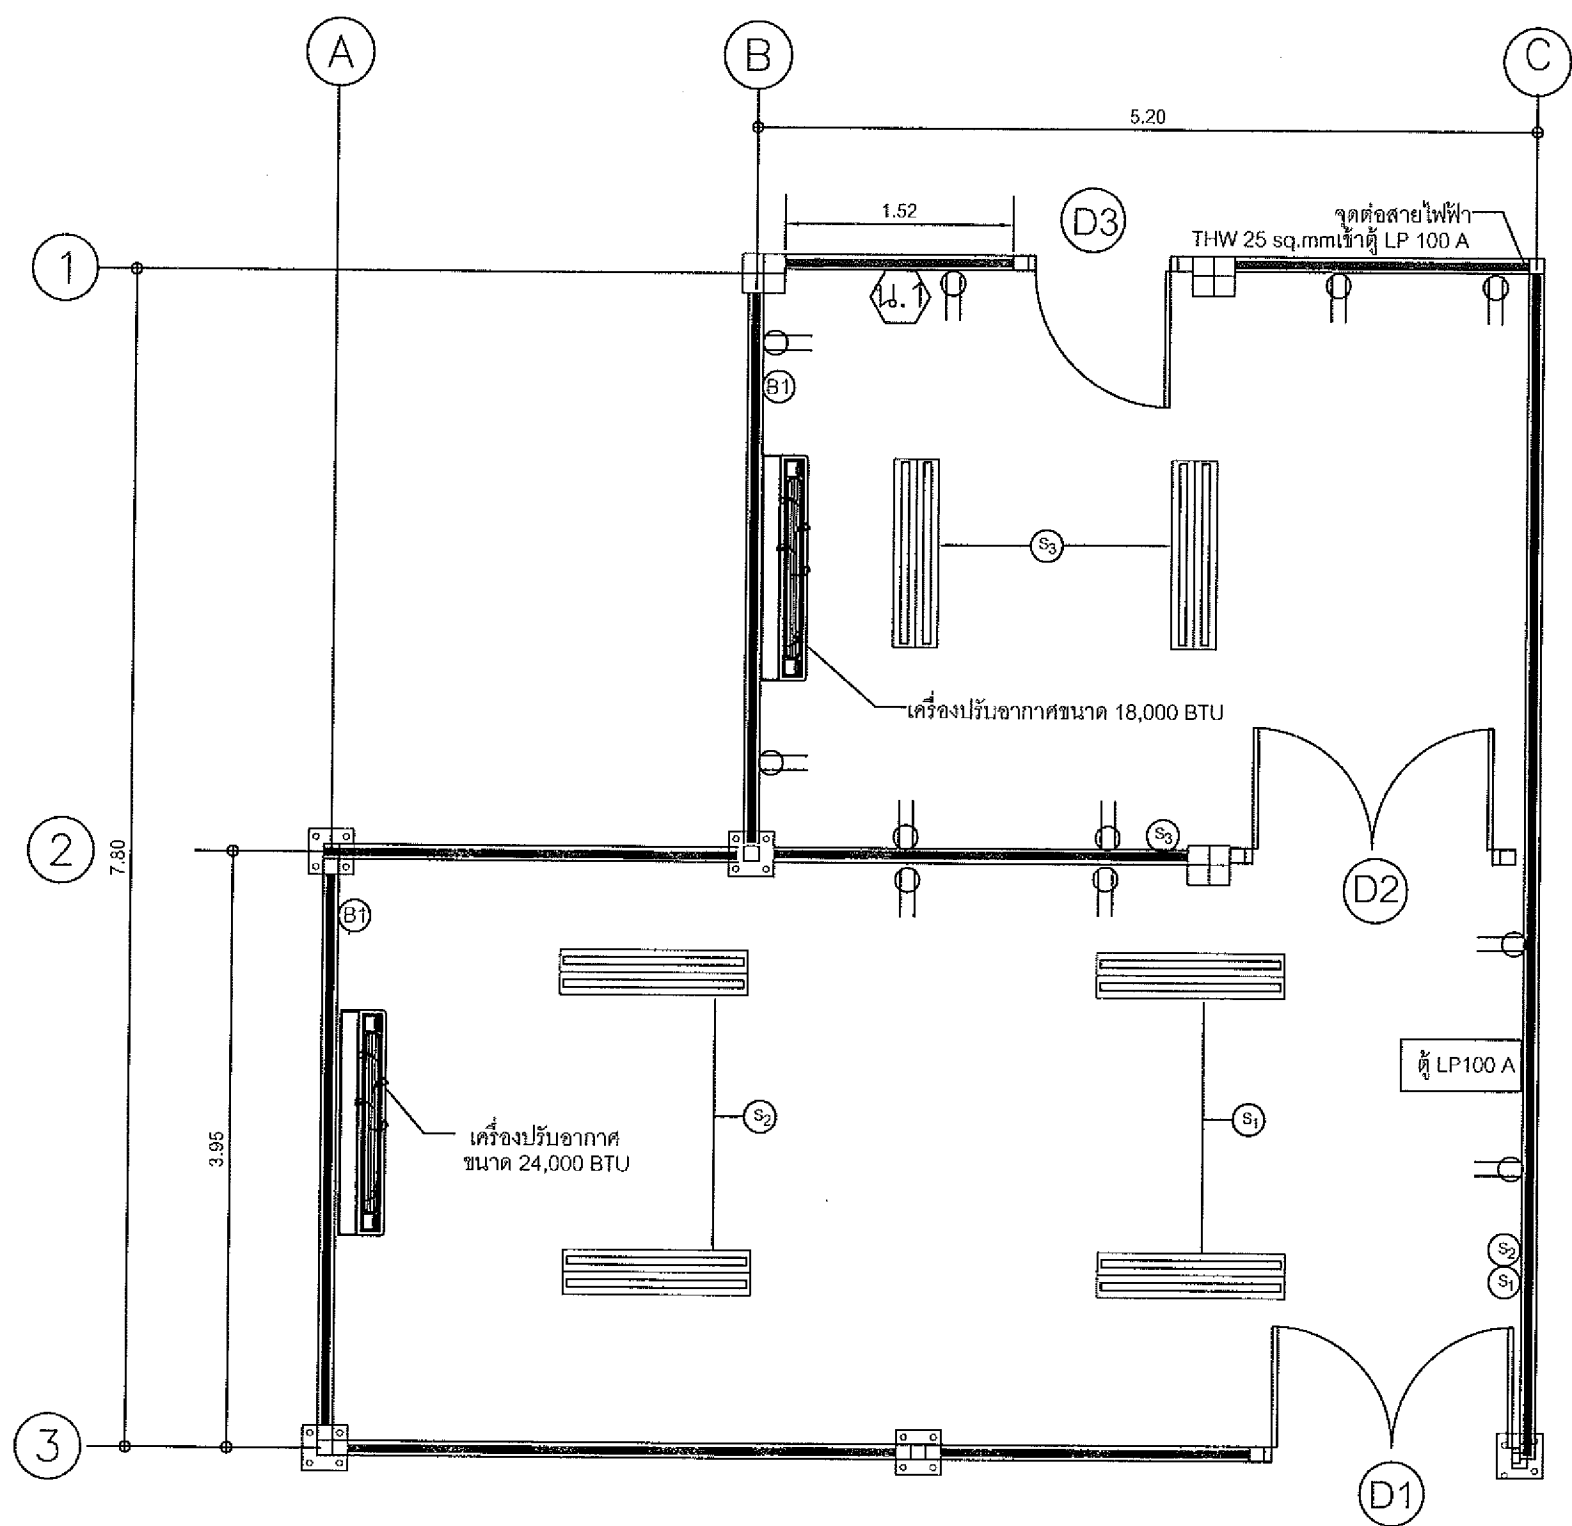 A
B
C
5.20
1.52
D3
จุดต่อสายไฟฟ้า
THW 25 sq.mmเข้าตู้ LP 100 A
1
น.1
B1
S3
เครื่องปรับอากาศขนาด 18,000 BTU
7.80
2
S3
D2
B1
3.95
ตู้ LP100 A
S2
S1
เครื่องปรับอากาศ
ขนาด 24,000 BTU
S2
S1
3
D1